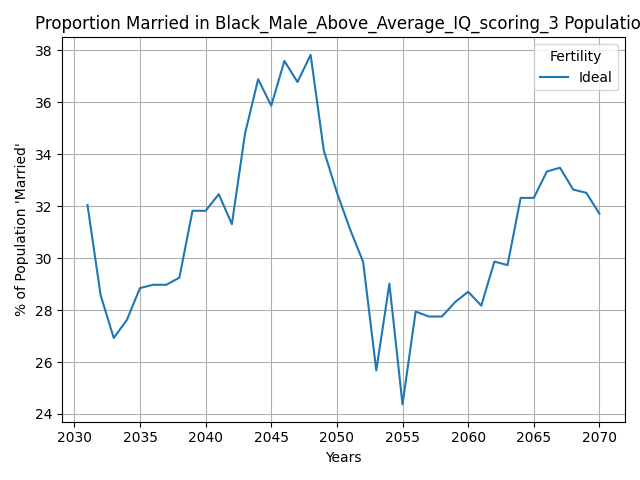 Proportion Married in Black_Male_Above_Average_IQ_scoring_3 Populatio
Fertility
Ideal
% of Population 'Married'
38
36
34
32
30
28
26
24
2030 2035 2040 2045 2050 2055 2060 2065 2070
Years